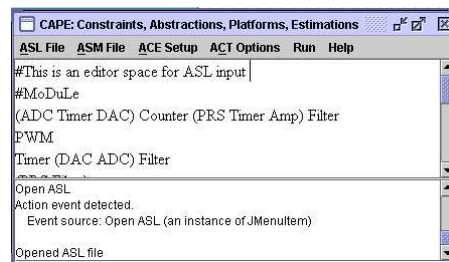 CAPE: Constraints, Abstractions, Platforms, Estimations
ASL File ASM File ACE Setup ACT Options Run Help
#This is an editor space for ASL input
#MoDuLe
(ADC Timer DAC) Counter (PRS Timer Amp) Filter
PWM
Timer (DAC ADC) Filter
Open ASL
Action event detected.
Event source: Open ASL (an instance of JMenuItem)
Opened ASL file